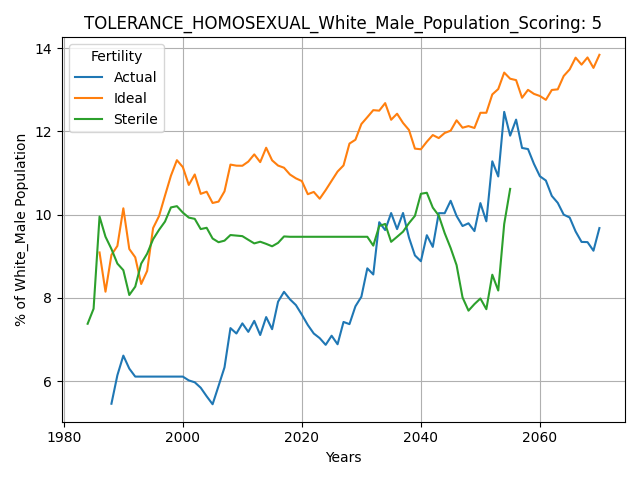 TOLERANCE_HOMOSEXUAL_White_Male_Population_Scoring: 5
Fertility
Actual
Ideal
Sterile
% of White_Male Population
14
12
10
8
6
1980 2000 2020 2040 2060
Years